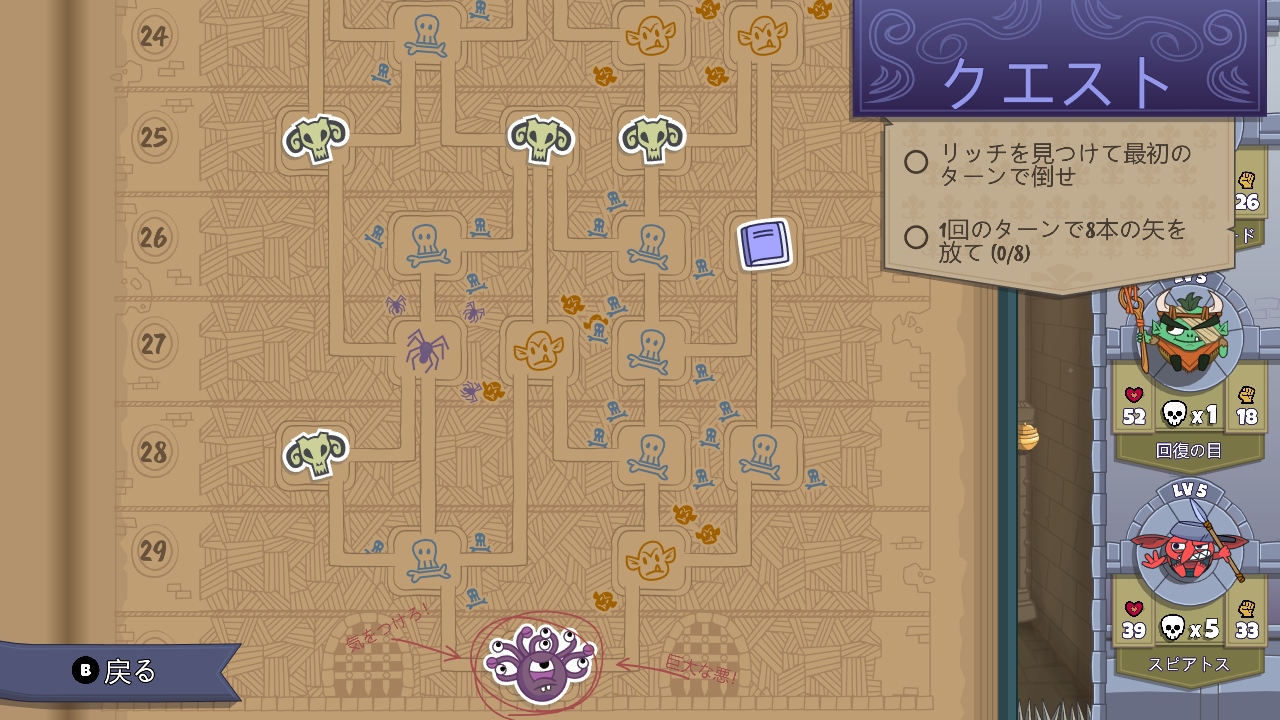 24
25
26
27
28
29
クエスト
リッチを見つけて最初の
ターンで倒せ
1回のターンで8本の矢を
放て (0/8)
26
ド
LV 5
52
x1
18
回復の目
LV 5
39
x5
33
スピアトス
気をつけろ!
巨大な悪!
B 戻る